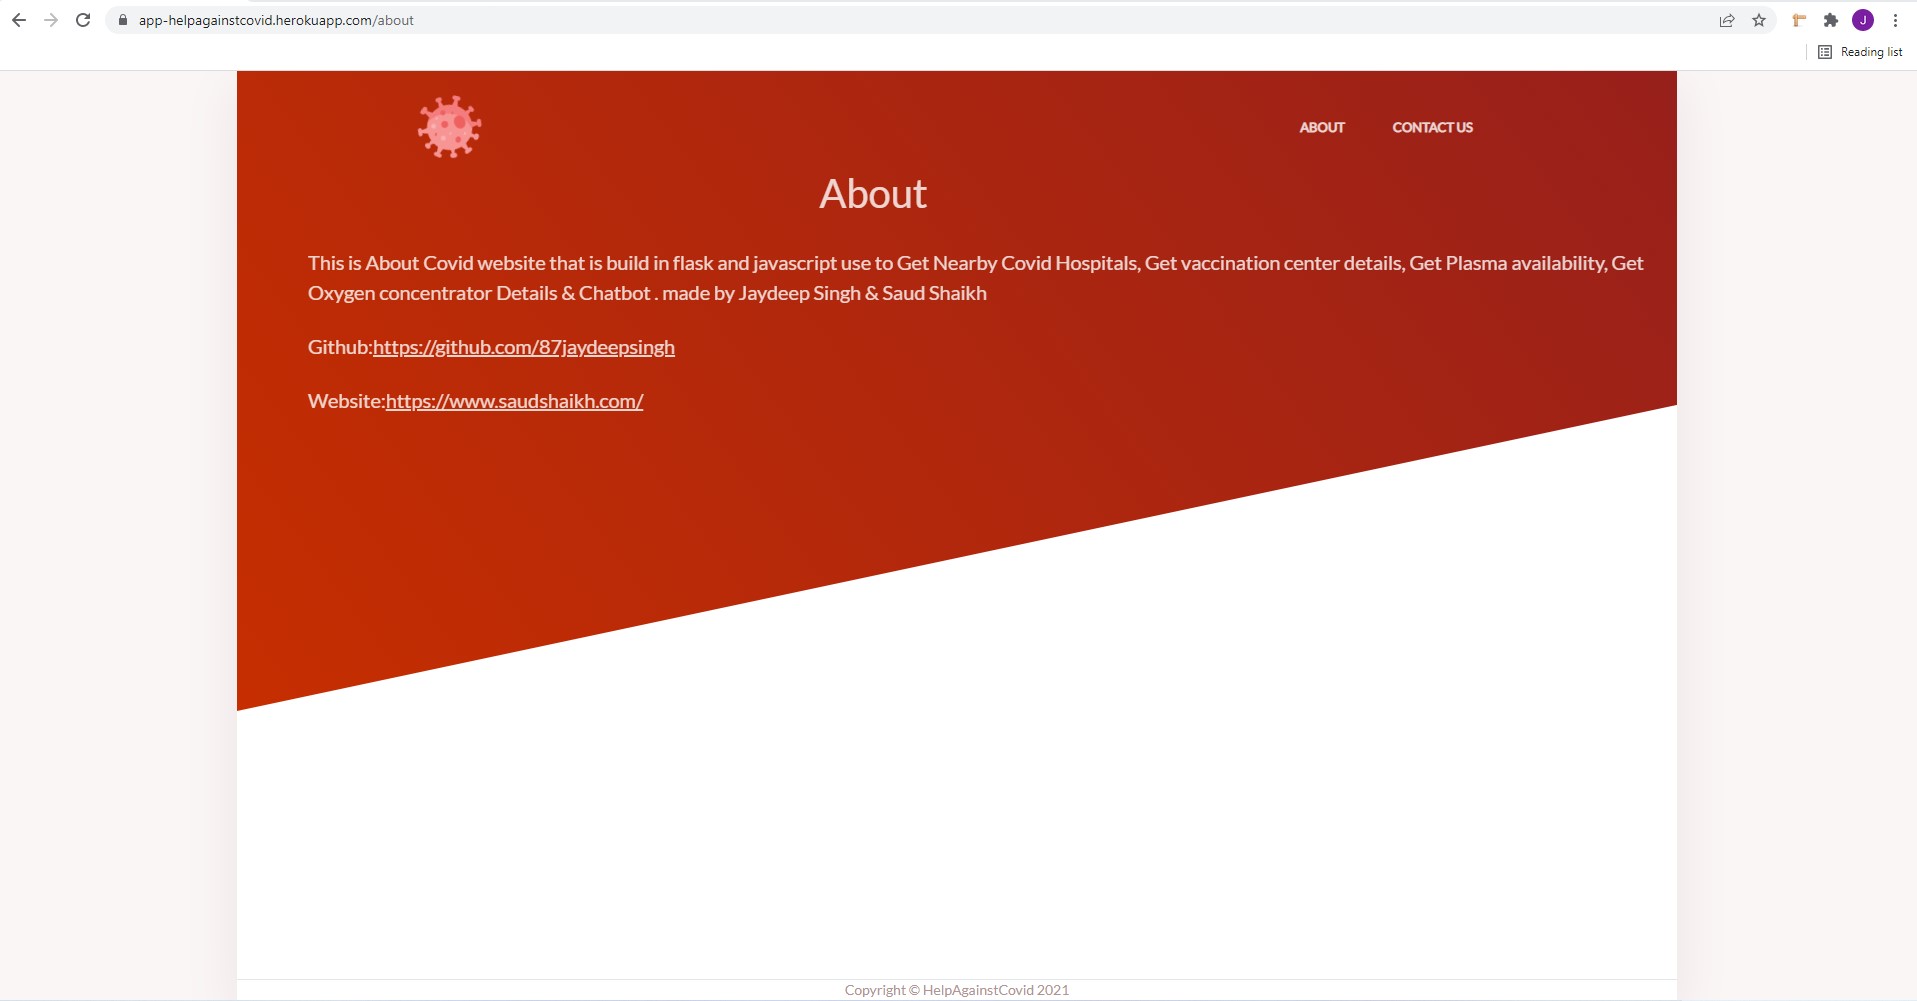 app-helpagainstcovid.herokuapp.com/about
J
Reading list
ABOUT CONTACT US
About
This is About Covid website that is build in flask and javascript use to Get Nearby Covid Hospitals, Get vaccination center details, Get Plasma availability, Get
Oxygen concentrator Details & Chatbot . made by Jaydeep Singh & Saud Shaikh
Github:https://github.com/87jaydeepsingh
Website:https://www.saudshaikh.com/
Copyright © HelpAgainstCovid 2021